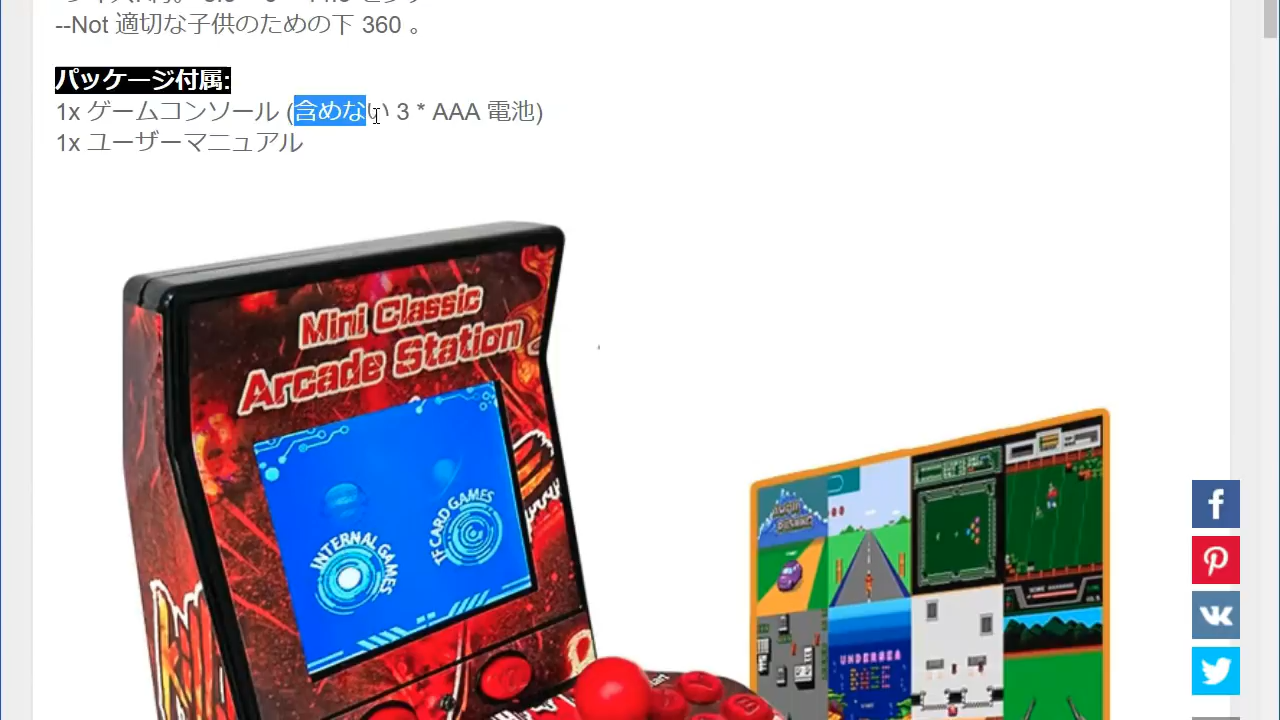 --Not 適切な子供のための下 360 。
パッケージ付属:
1x ゲームコンソール (含めない 3 * AAA 電池)
1x ユーザーマニュアル
Mini Classic
Arcade Station
INTERNAL GAMES
TF CARD GAMES
UNDERSEA